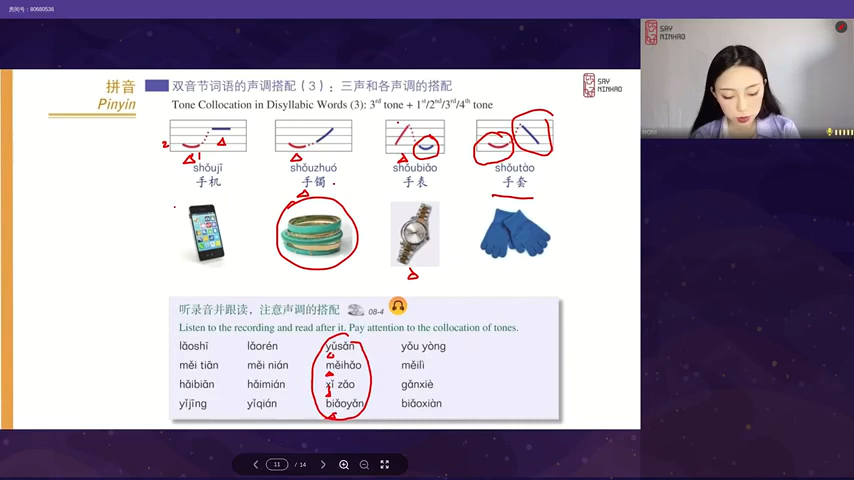 房间号：80680536
拼音
Pinyin
双音节词语的声调搭配（3）：三声和各声调的搭配
Tone Collocation in Disyllabic Words (3): 3rd tone + 1st/2nd/3rd/4th tone
SAY
NINHAO
SAY
NINHAO
shǒujī
shǒuzhuó
shǒubiǎo
shǒutào
手机
手镯
手表
手套
听录音并跟读，注意声调的搭配
08-4
Listen to the recording and read after it. Pay attention to the collocation of tones.
lǎoshī
lǎorén
yǔsǎn
yǒu yòng
měi tiān
měi nián
měihǎo
měilì
hǎibiān
hǎimián
xǐ zǎo
gǎnxiè
yǐjīng
yǐqián
biǎoyǎn
biǎoxiàn
11 / 14